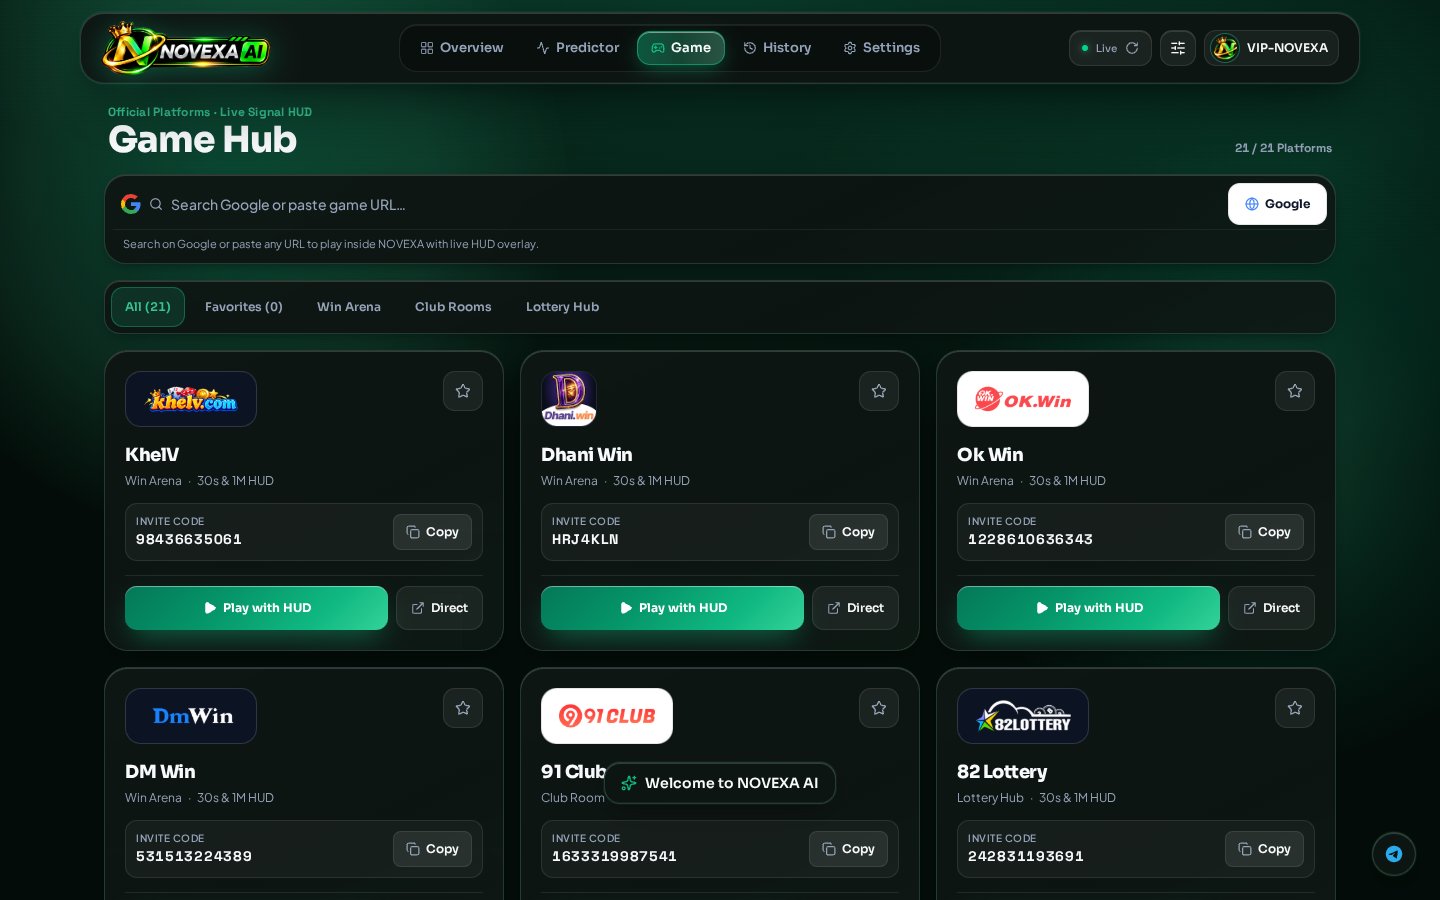 NOVEXA AI
Overview
Predictor
Game
History
Settings
Live
VIP-NOVEXA
Official Platforms · Live Signal HUD
Game Hub
21 / 21 Platforms
Search Google or paste game URL...
Google
Search on Google or paste any URL to play inside NOVEXA with live HUD overlay.
All (21)
Favorites (0)
Win Arena
Club Rooms
Lottery Hub
khelv.com
KhelV
Win Arena · 30s & 1M HUD
INVITE CODE
98436635061
Copy
Play with HUD
Direct
D
Dhani.win
Dhani Win
Win Arena · 30s & 1M HUD
INVITE CODE
HRJ4KLN
Copy
Play with HUD
Direct
OK WIN
OK.Win
Ok Win
Win Arena · 30s & 1M HUD
INVITE CODE
1228610636343
Copy
Play with HUD
Direct
DmWin
DM Win
Win Arena · 30s & 1M HUD
INVITE CODE
531513224389
Copy
91 CLUB
91 Club
Club Room
INVITE CODE
1633319987541
Copy
82LOTTERY
82 Lottery
Lottery Hub · 30s & 1M HUD
INVITE CODE
242831193691
Copy
Welcome to NOVEXA AI